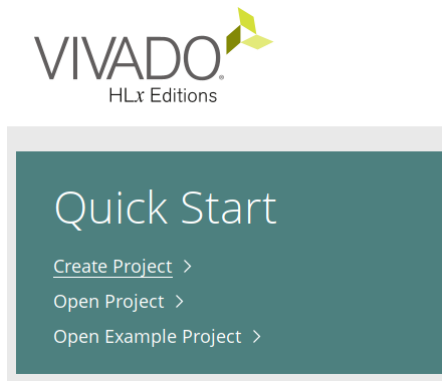 VIVADO.
HLx Editions
Quick Start
Create Project >
Open Project >
Open Example Project >